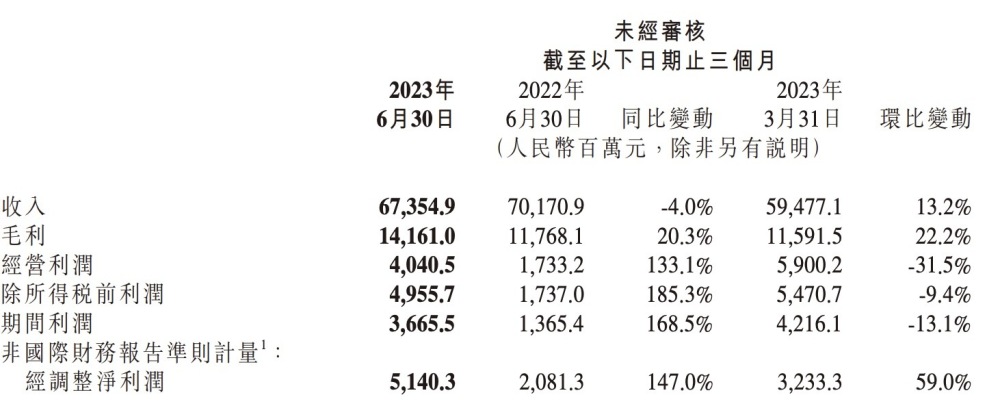 未經審核
截至以下日期止三個月
2023年 2022年 2023年
6月30日 6月30日 同比變動 3月31日 環比變動
(人民幣百萬元，除非另有說明)
收入 67,354.9 70,170.9 -4.0% 59,477.1 13.2%
毛利 14,161.0 11,768.1 20.3% 11,591.5 22.2%
經營利潤 4,040.5 1,733.2 133.1% 5,900.2 -31.5%
除所得稅前利潤 4,955.7 1,737.0 185.3% 5,470.7 -9.4%
期間利潤 3,665.5 1,365.4 168.5% 4,216.1 -13.1%
非國際財務報告準則計量1：
經調整淨利潤 5,140.3 2,081.3 147.0% 3,233.3 59.0%